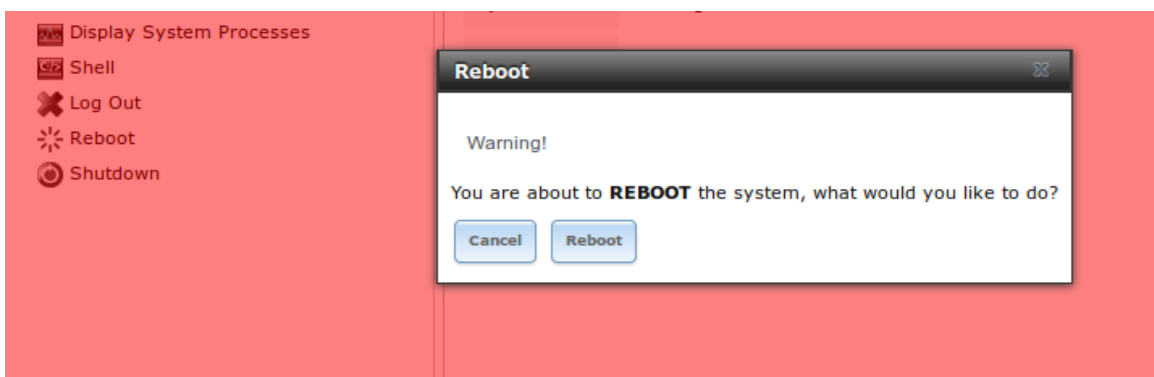 Display System Processes
Shell
Log Out
Reboot
Shutdown
Reboot
Warning!
You are about to REBOOT the system, what would you like to do?
Cancel Reboot